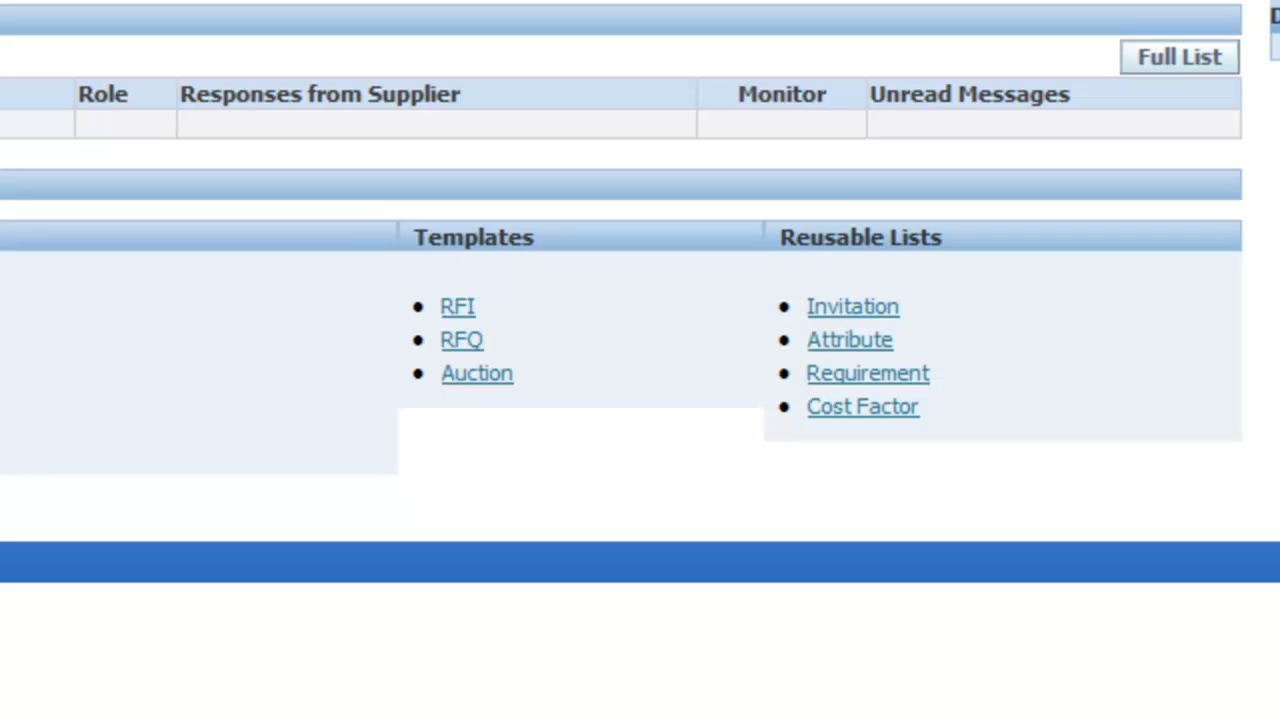 Full List
Role Responses from Supplier Monitor Unread Messages
Templates Reusable Lists
RFI Invitation
RFQ Attribute
Auction Requirement
Cost Factor